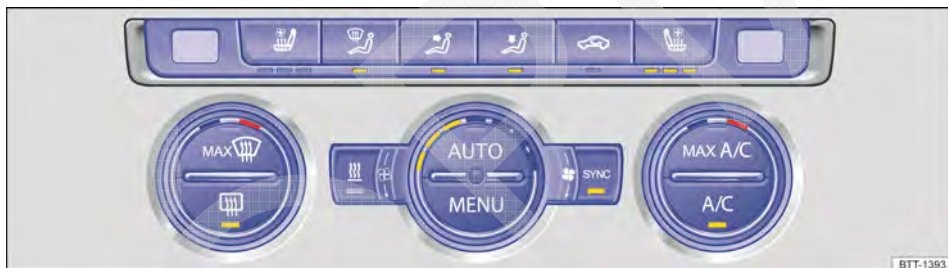 MAX
AUTO
MENU
SYNC
MAX A/C
A/C
BTT-1393